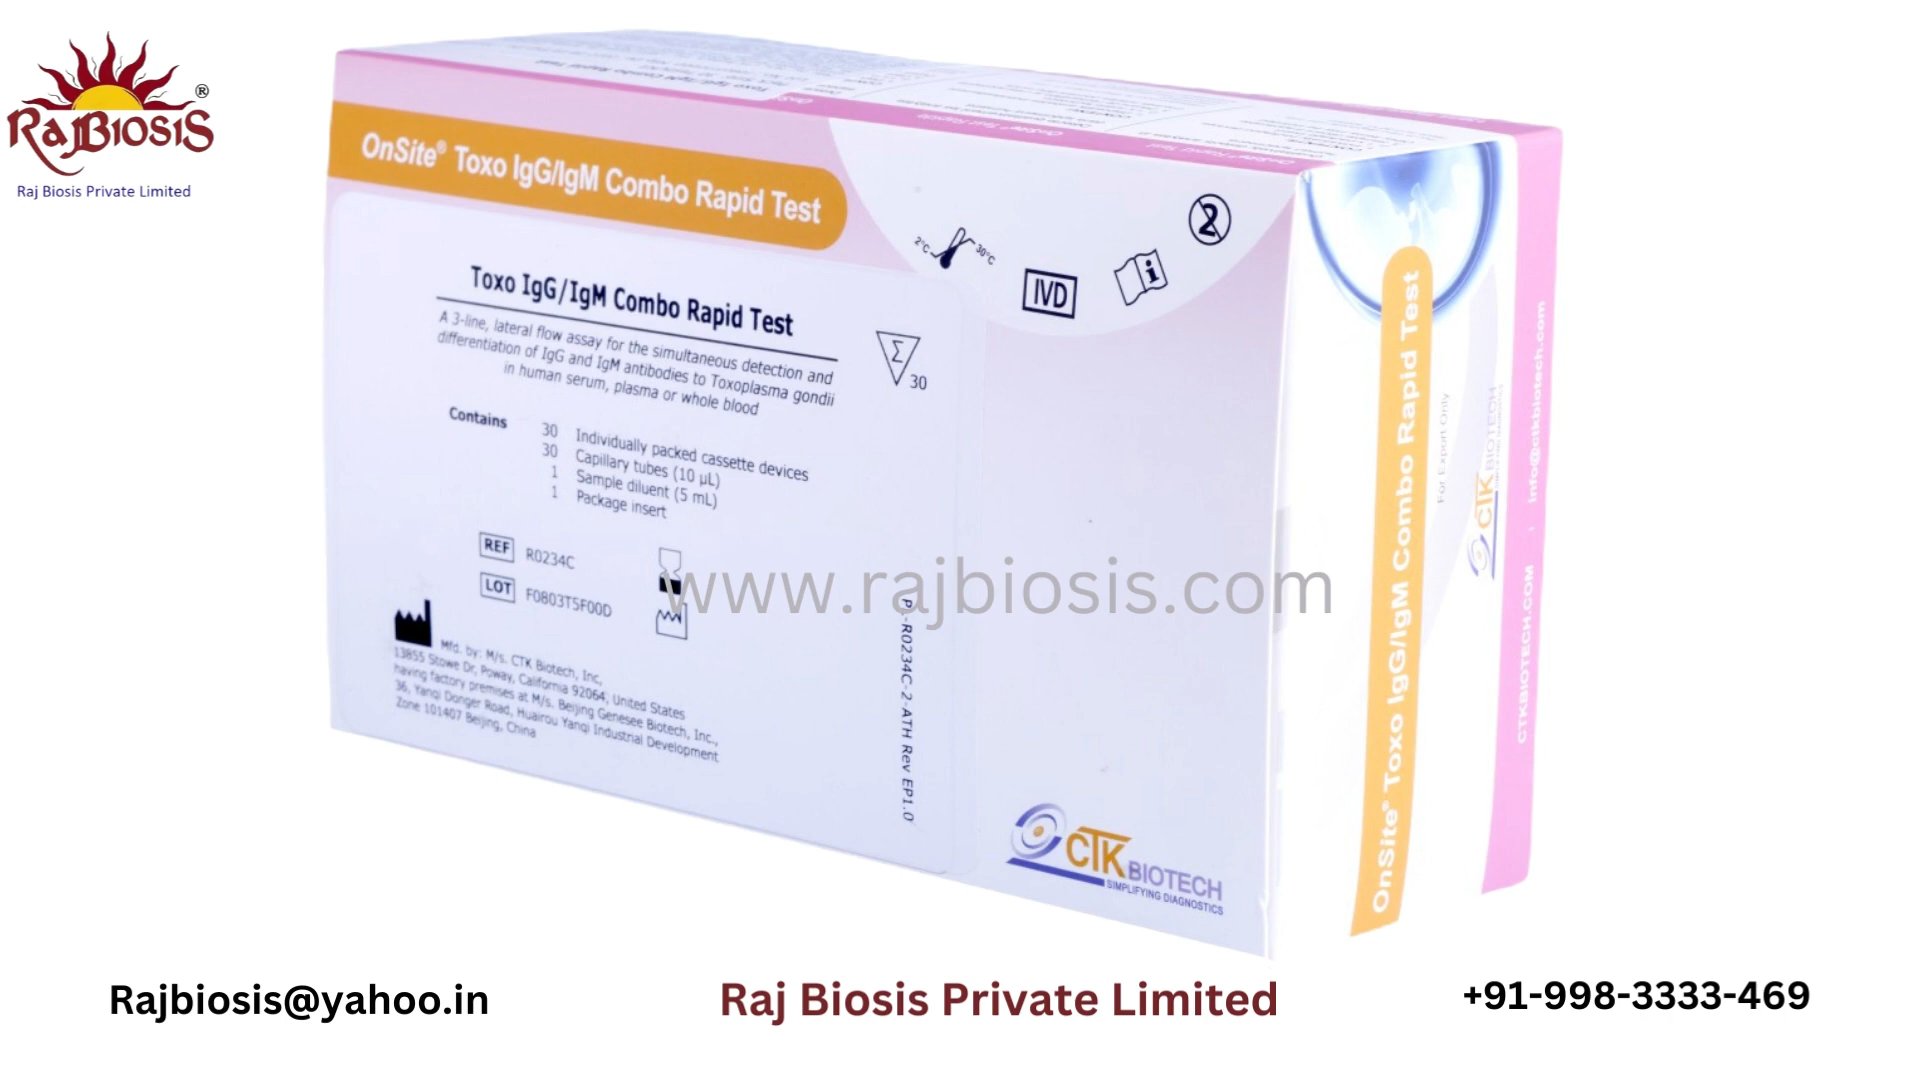 RAJBIOSIS®
Raj Biosis Private Limited
OnSite® Toxo IgG/IgM Combo Rapid Test
2°C
30°C
IVD
2
Toxo IgG/IgM Combo Rapid Test
A 3-line, lateral flow assay for the simultaneous detection and
differentiation of IgG and IgM antibodies to Toxoplasma gondii
in human serum, plasma or whole blood
Σ 30
Contains
30 Individually packed cassette devices
30 Capillary tubes (10 µL)
1 Sample diluent (5 mL)
1 Package insert
REF R0234C
LOT F0803T5F00D
Mfd. by: M/s. CTK Biotech, Inc,
13855 Stowe Dr, Poway, California 92064, United States
having factory premises at M/s. Beijing Genesee Biotech, Inc.,
36, Yanqi Donger Road, Huairou Yanqi Industrial Development
Zone 101407 Beijing, China
-R0234C-2-ATH Rev EP1.0
CTK BIOTECH
SIMPLIFYING DIAGNOSTICS
OnSite® Toxo IgG/IgM Combo Rapid Test
For Export Only
CTK BIOTECH
CTKBIOTECH.COM | info@ctkbiotech.com
www.rajbiosis.com
Rajbiosis@yahoo.in
Raj Biosis Private Limited
+91-998-3333-469